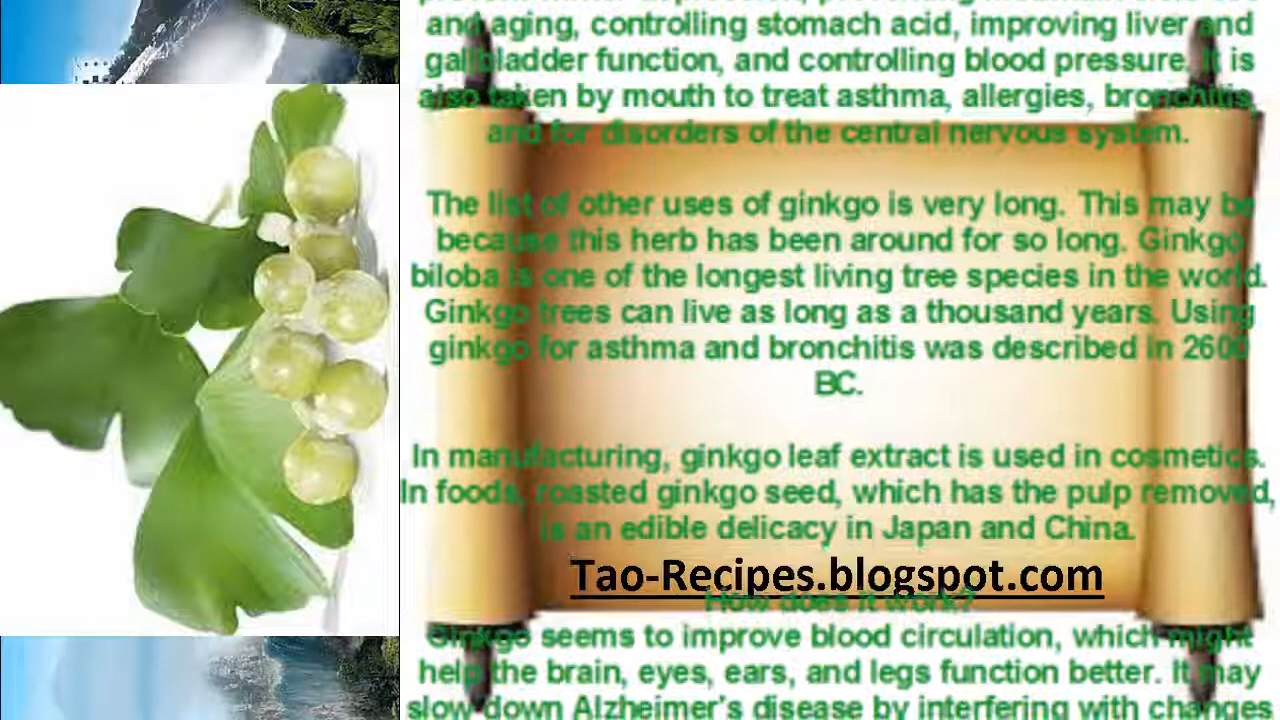 and aging, controlling stomach acid, improving liver and
gallbladder function, and controlling blood pressure. It is
also taken by mouth to treat asthma, allergies, bronchitis,
and for disorders of the central nervous system.
The list of other uses of ginkgo is very long. This may be
because this herb has been around for so long. Ginkgo
biloba is one of the longest living tree species in the world.
Ginkgo trees can live as long as a thousand years. Using
ginkgo for asthma and bronchitis was described in 2600
BC.
In manufacturing, ginkgo leaf extract is used in cosmetics.
In foods, roasted ginkgo seed, which has the pulp removed,
is an edible delicacy in Japan and China.
Tao-Recipes.blogspot.com
How does it work?
Ginkgo seems to improve blood circulation, which might
help the brain, eyes, ears, and legs function better. It may
slow down Alzheimer's disease by interfering with changes